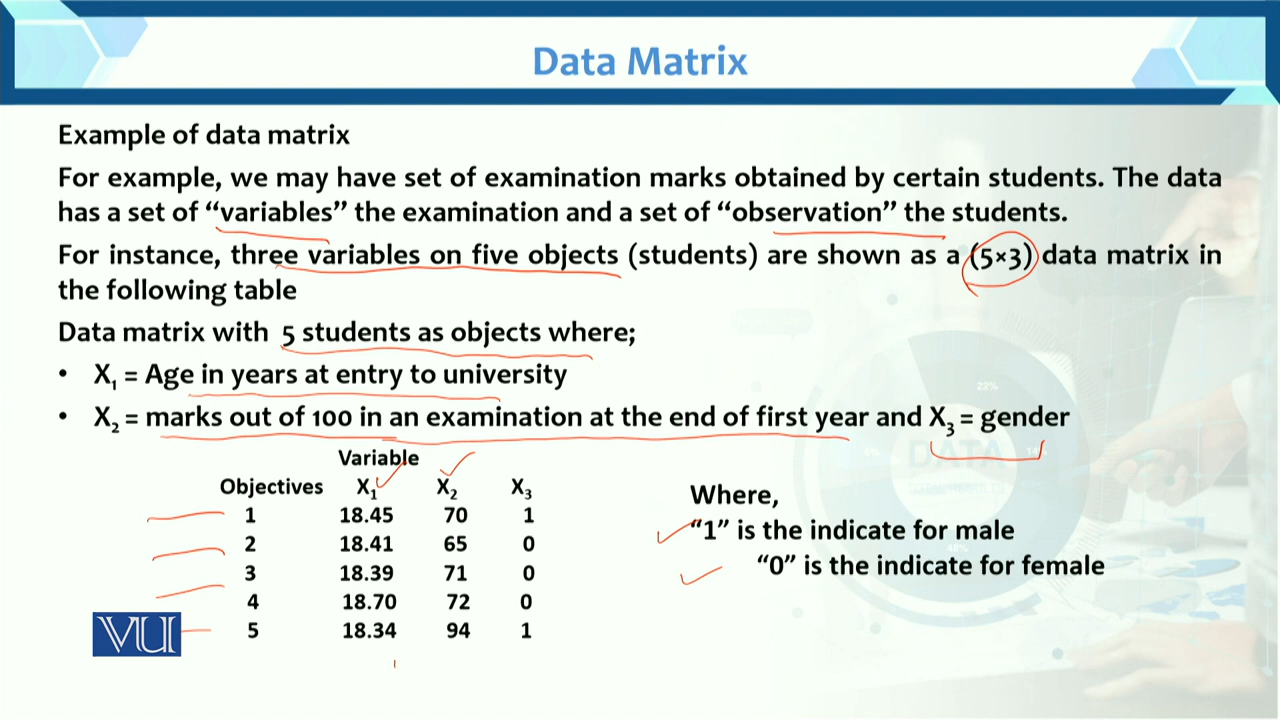 Data Matrix
Example of data matrix
For example, we may have set of examination marks obtained by certain students. The data
has a set of “variables” the examination and a set of “observation” the students.
For instance, three variables on five objects (students) are shown as a (5×3) data matrix in
the following table
Data matrix with 5 students as objects where;
• X₁ = Age in years at entry to university
• X₂ = marks out of 100 in an examination at the end of first year and X₃ = gender
Variable
Objectives X₁ X₂ X₃
1 18.45 70 1
2 18.41 65 0
3 18.39 71 0
4 18.70 72 0
5 18.34 94 1
Where,
“1” is the indicate for male
“0” is the indicate for female
VU
DATA
23%